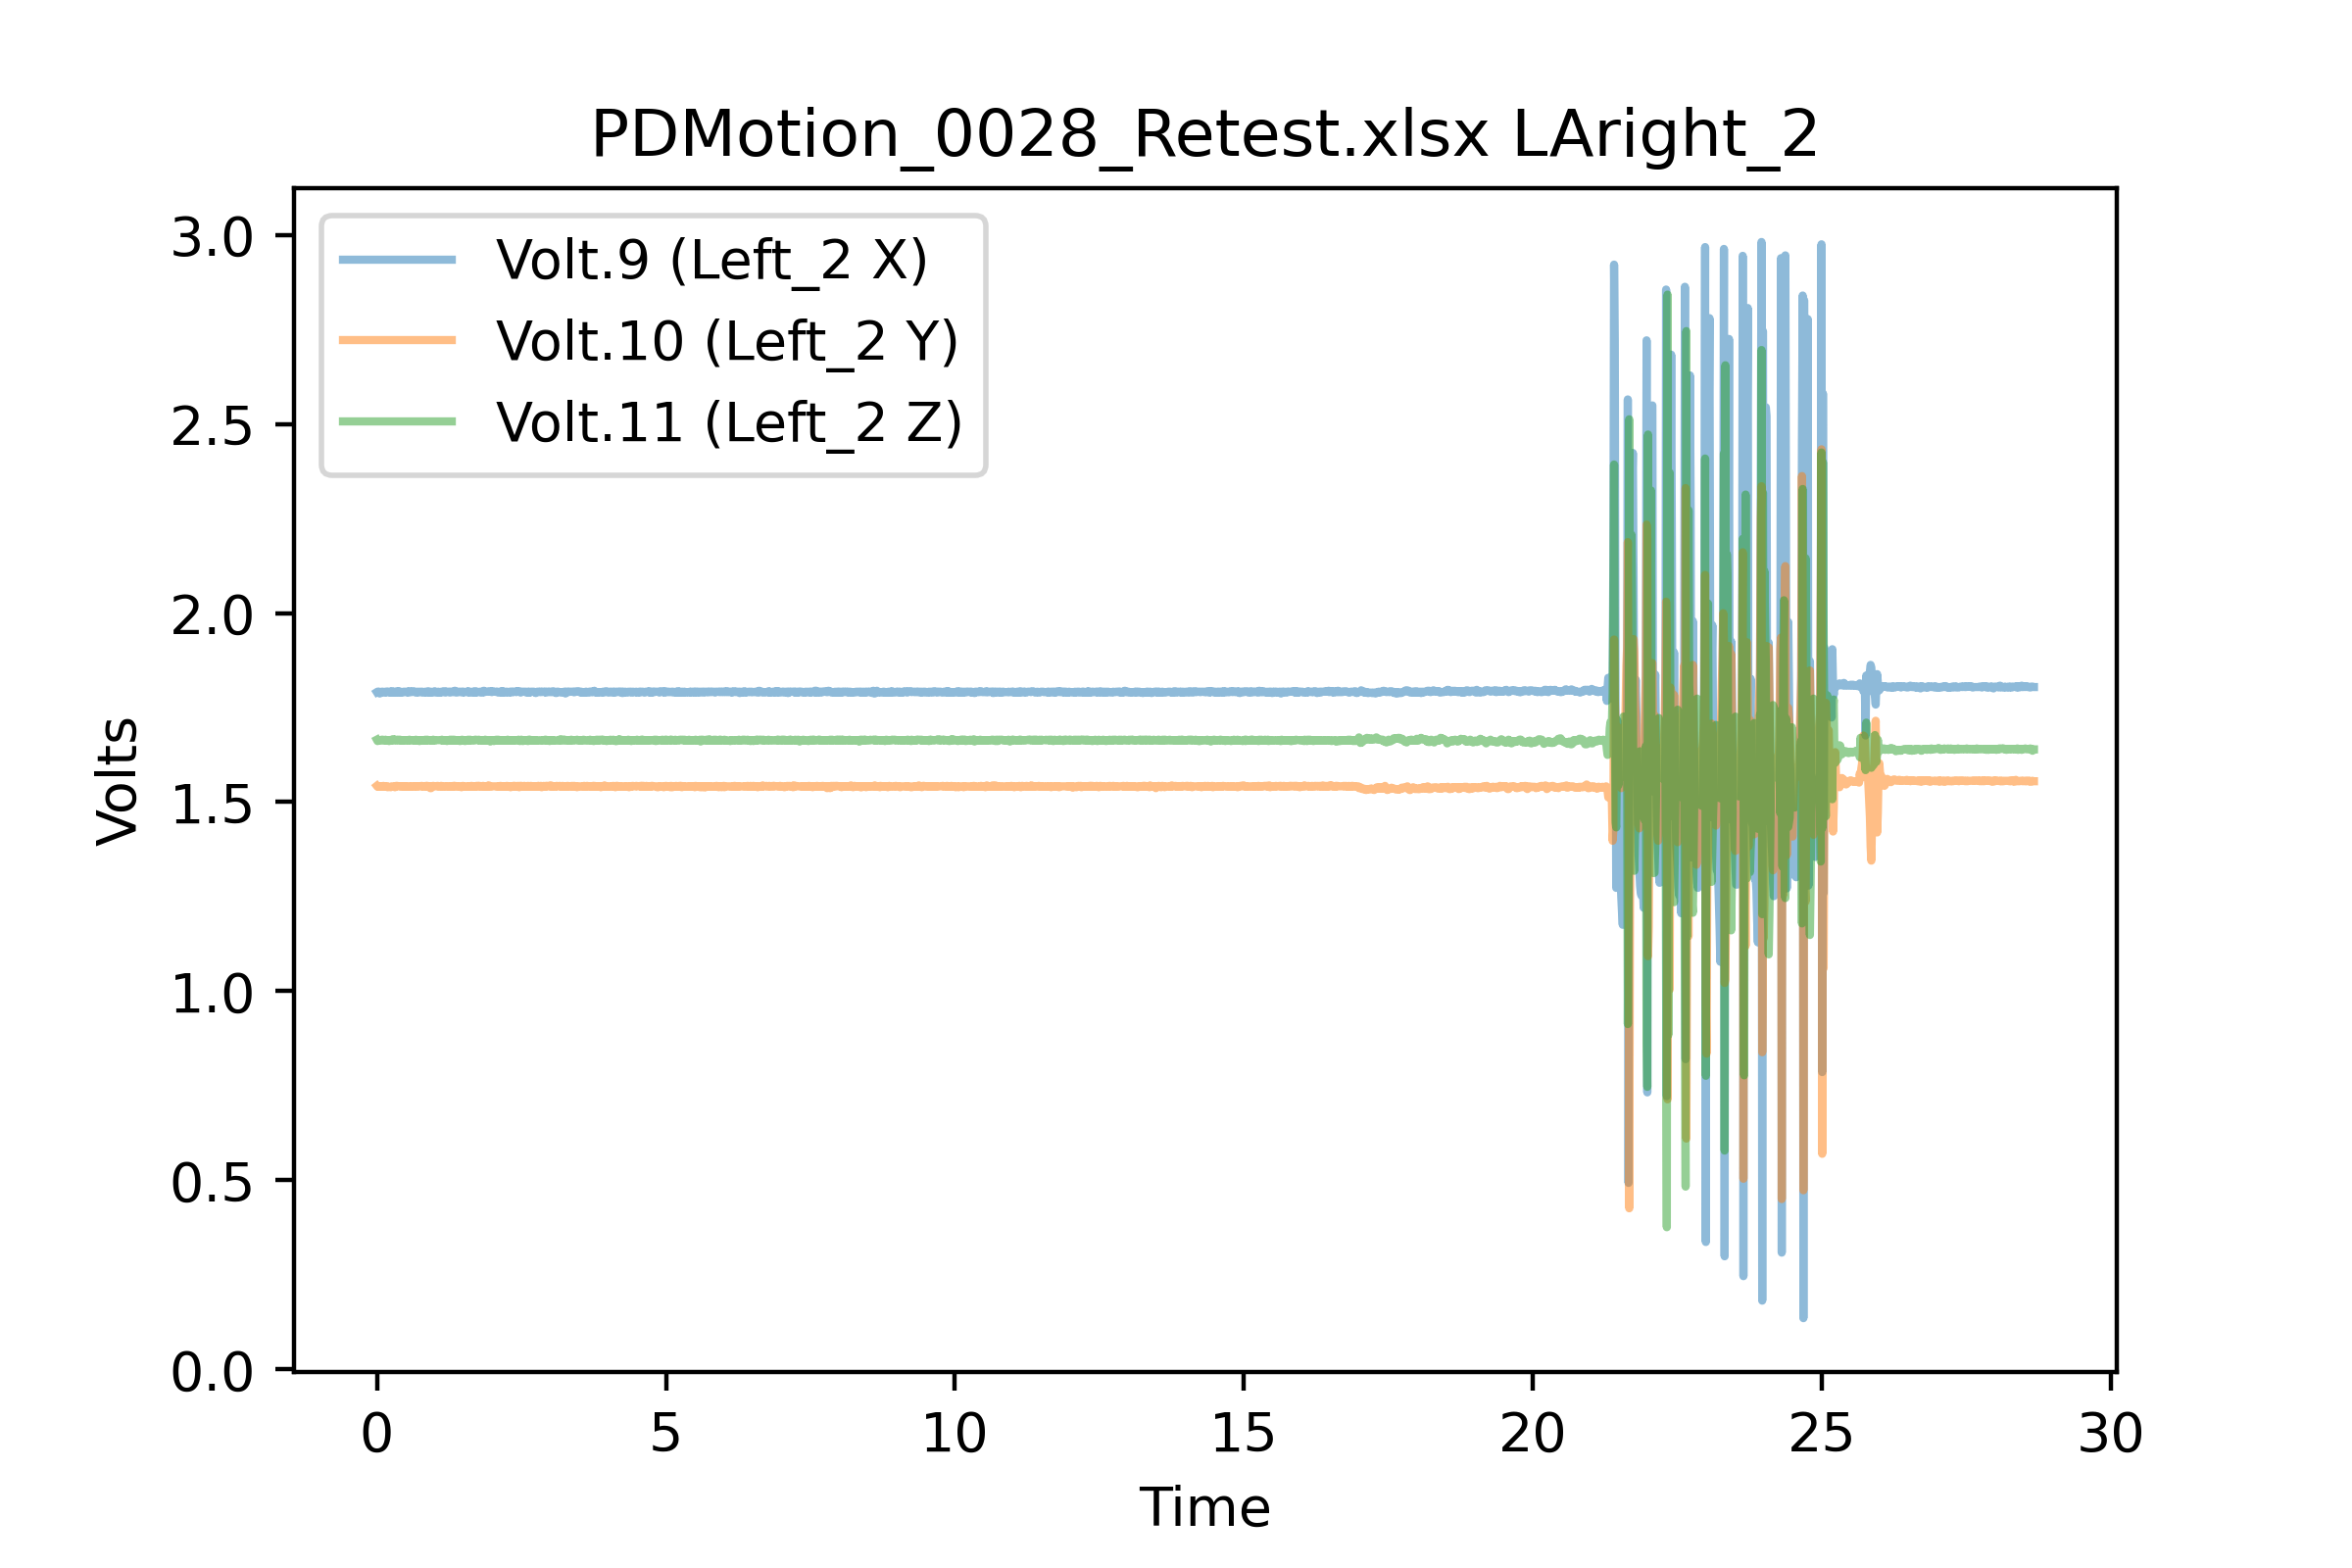 PDMotion_0028_Retest.xlsx LAright_2
Volt.9 (Left_2 X)
Volt.10 (Left_2 Y)
Volt.11 (Left_2 Z)
3.0
2.5
2.0
1.5
1.0
0.5
0.0
Volts
0 5 10 15 20 25 30
Time